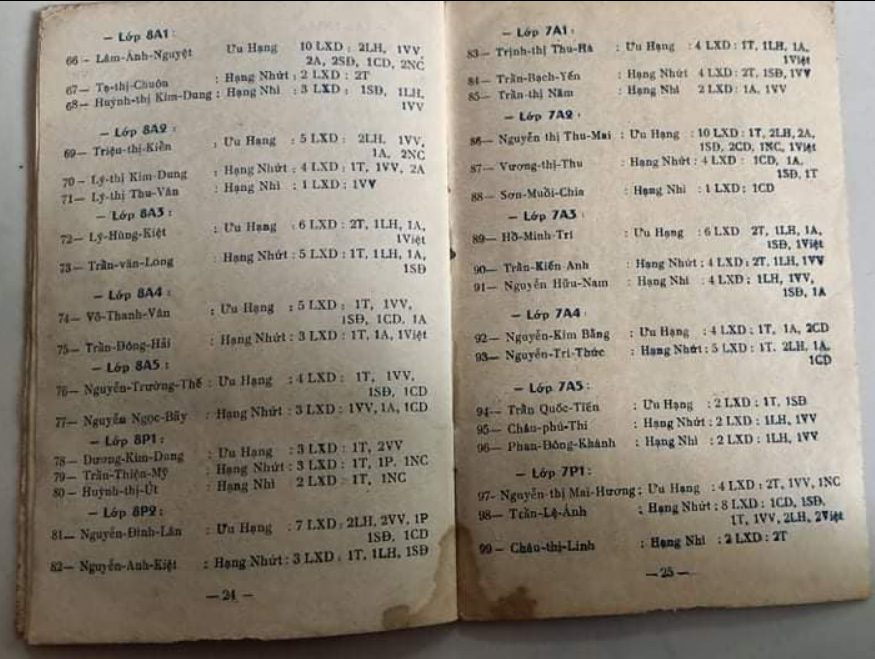 — Lớp 8A1 :
66 — Lâm-Ánh-Nguyệt Ưu Hạng 10 LXD : 2LH, 1VV
2A, 2SĐ, 1CD, 2NC
67— Tạ-thị-Chuộn : Hạng Nhứt : 2 LXD : 2T
68— Huỳnh-thị Kim-Dung : Hạng Nhì : 3 LXD : 1SĐ, 1LH,
1VV
— Lớp 8A2 :
69— Triệu-thị-Kiền : Ưu Hạng : 5 LXD : 2LH, 1VV,
1A, 2NC
70 — Lý-thị Kim-Dung : Hạng Nhứt : 4 LXD : 1T, 1VV, 2A
71— Lý-thị Thu-Vân : Hạng Nhì : 1 LXD : 1VV
— Lớp 8A3 :
72— Lý-Hùng-Kiệt : Ưu Hạng : 6 LXD : 2T, 1LH, 1A,
1Việt
73— Trần-văn-Long : Hạng Nhứt : 5 LXD : 1T, 1LH, 1A,
1SĐ
— Lớp 8A4 :
74— Võ-Thanh-Vân : Ưu Hạng : 5 LXD : 1T, 1VV,
1SĐ, 1CD, 1A
75— Trần-Đông-Hải : Hạng Nhứt : 3 LXD : 1T, 1A, 1Việt
— Lớp 8A5 :
76— Nguyễn-Trường-Thế : Ưu Hạng : 4 LXD : 1T, 1VV,
1SĐ, 1CD
77— Nguyễn Ngọc-Bãy : Hạng Nhứt : 3 LXD : 1VV, 1A, 1CD
— Lớp 8P1 :
78— Dương-Kim-Dung : Ưu Hạng : 3 LXD : 1T, 2VV
79— Trần-Thiện-Mỹ : Hạng Nhứt : 3 LXD : 1T, 1P, 1NC
80 — Huỳnh-thị-Út : Hạng Nhì 2 LXD : 1T, 1NC
— Lớp 8P2 :
81— Nguyễn-Đình-Lân : Ưu Hạng : 7 LXD : 2LH, 2VV, 1P
1SĐ, 1CD
82— Nguyễn-Anh-Kiệt : Hạng Nhứt : 3 LXD : 1T, 1LH, 1SĐ
— 24 —
— Lớp 7A1 :
83— Trịnh-thị Thu-Hà : Ưu Hạng : 4 LXD : 1T, 1LH, 1A,
1Việt
84— Trần-Bạch-Yến : Hạng Nhứt 4 LXD : 2T, 1SĐ, 1VV
85— Trần-thị Năm : Hạng Nhì 2 LXD : 1A, 1VV
— Lớp 7A2 :
86— Nguyễn thị Thu-Mai : Ưu Hạng : 10 LXD : 1T, 2LH, 2A,
1SĐ, 2CD, 1NC, 1Việt
87— Vương-thị-Thu : Hạng Nhứt : 4 LXD : 1CD, 1A,
1SĐ, 1T
88— Sơn-Muồi-Chia : Hạng Nhì : 1 LXD : 1CD
— Lớp 7A3 :
89— Hồ-Minh-Trí : Ưu Hạng : 6 LXD 2T, 1LH, 1A,
1SĐ, 1Việt
90— Trần-Kiến Anh : Hạng Nhứt : 4 LXD : 2T, 1LH, 1VV
91— Nguyễn Hữu-Nam : Hạng Nhì : 4 LXD : 1LH, 1VV,
1SĐ, 1A
— Lớp 7A4 :
92— Nguyễn-Kim Bằng : Ưu Hạng : 4 LXD : 1T, 1A, 2CD
93— Nguyễn-Tri-Thức : Hạng Nhứt : 5 LXD : 1T, 2LH, 1A,
1CD
— Lớp 7A5 :
94— Trần Quốc-Tiến : Ưu Hạng : 2 LXD : 1T, 1SĐ
95— Châu-phú-Thi : Hạng Nhứt : 2 LXD : 1LH, 1VV
96— Phan-Đông-Khánh : Hạng Nhì : 2 LXD : 1LH, 1VV
— Lớp 7P1 :
97- Nguyễn-thị Mai-Hương : Ưu Hạng : 4 LXD : 2T, 1VV, 1NC
98— Trần-Lệ-Ảnh : Hạng Nhứt : 8 LXD : 1CD, 1SĐ,
1T, 1VV, 2LH, 2Việt
99 — Châu-thị-Linh : Hạng Nhì : 2 LXD : 2T
— 25 —